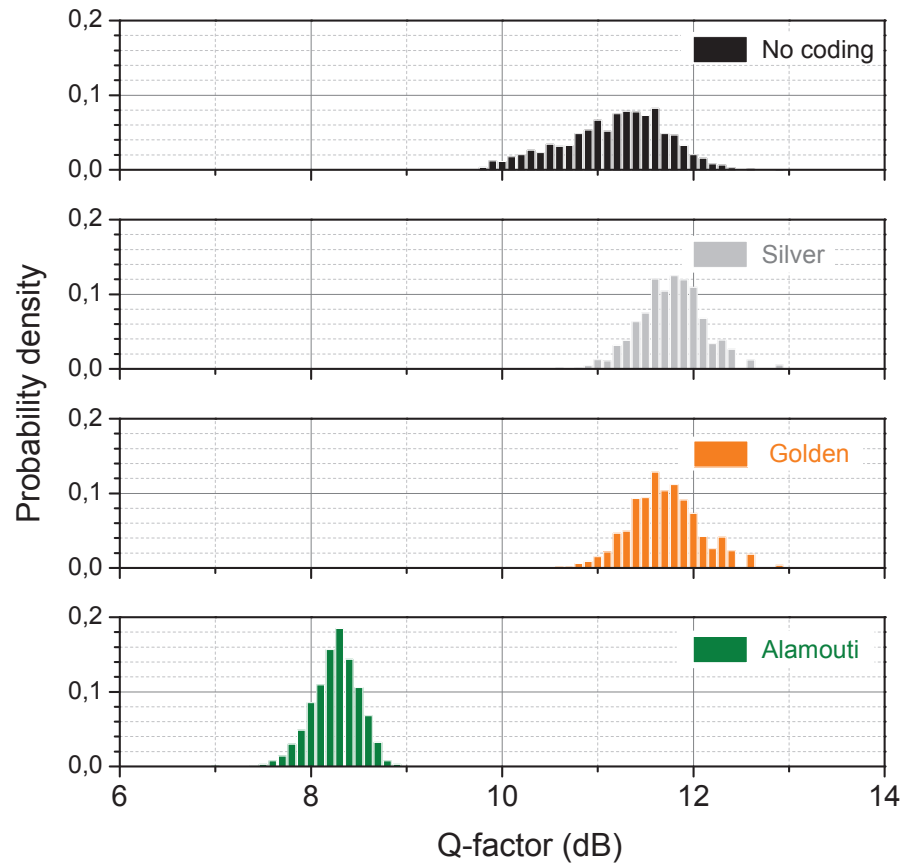 Probability density
0,2
No coding
0,1
0,0
0,2
Silver
0,1
0,0
0,2
Golden
0,1
0,0
0,2
Alamouti
0,1
0,0
6 8 10 12 14
Q-factor (dB)